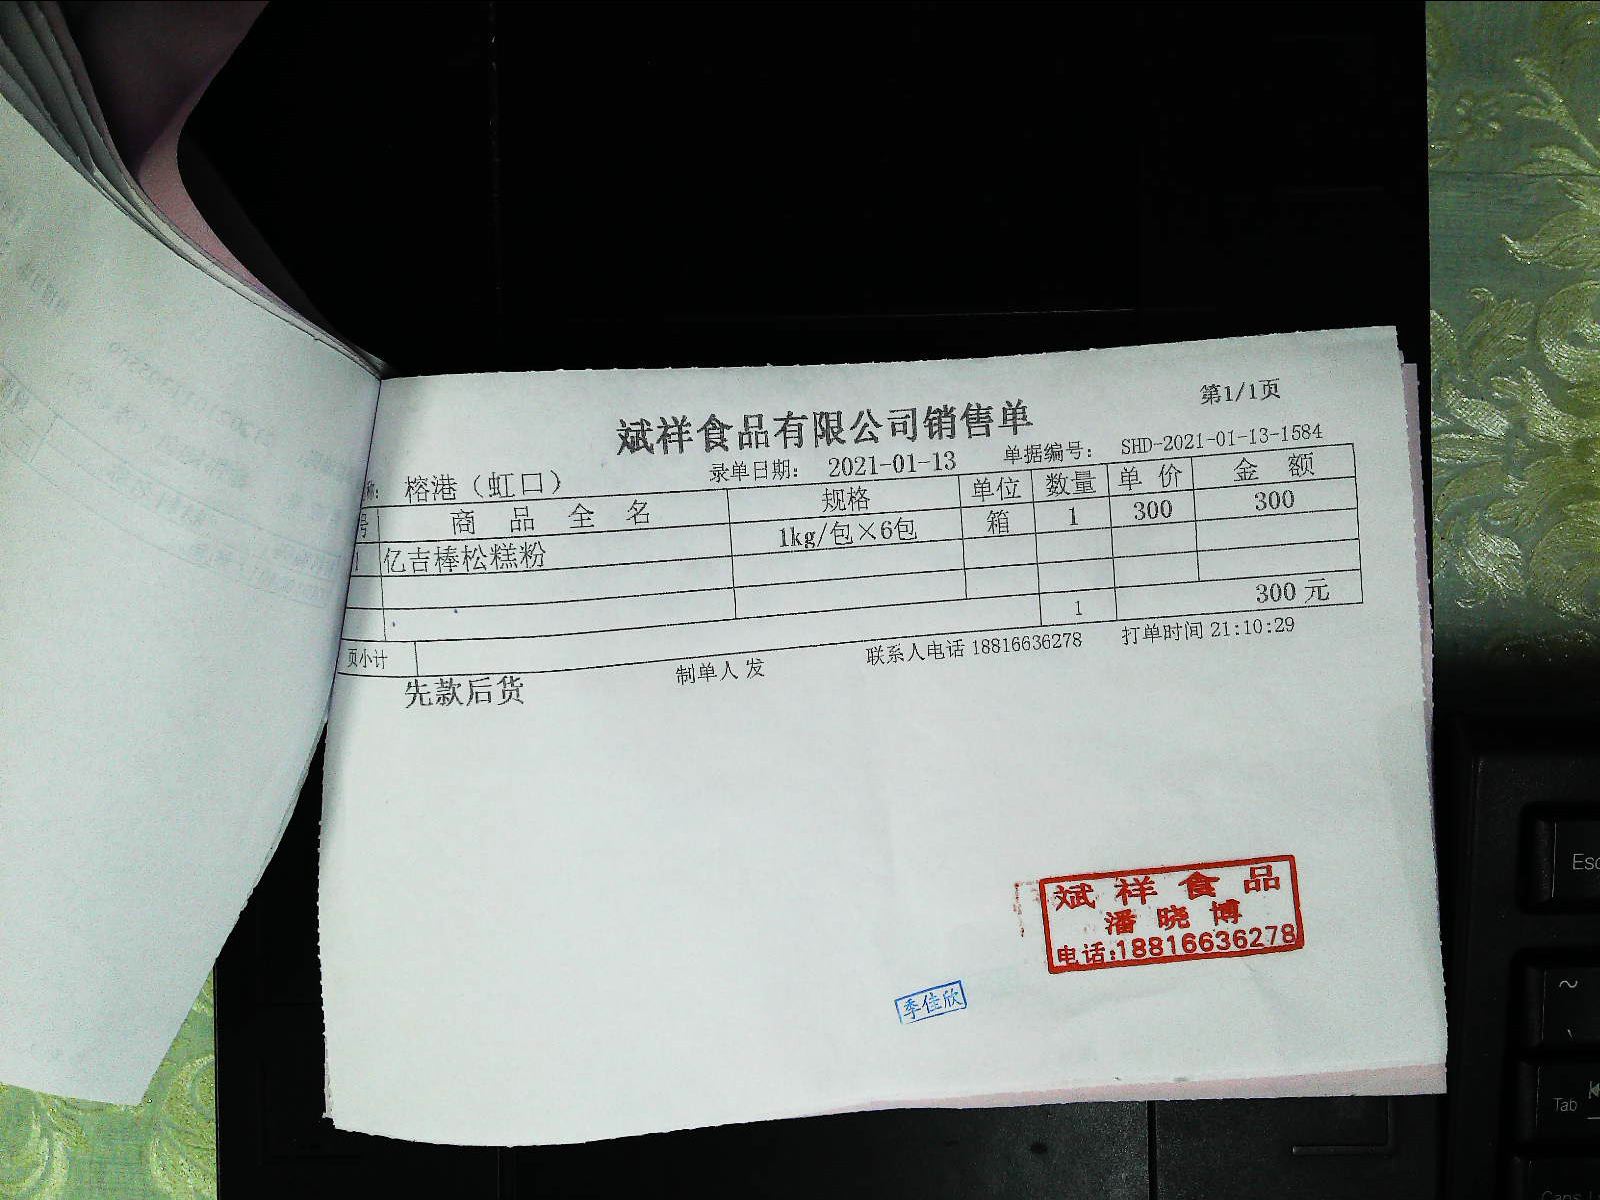 第1/1页
斌祥食品有限公司销售单
称: 榕港（虹口） 录单日期: 2021-01-13 单据编号: SHD-2021-01-13-1584
号 商 品 全 名 规格 单位 数量 单 价 金 额
1 亿吉棒松糕粉 1kg/包×6包 箱 1 300 300
页小计 1 300 元
先款后货 制单人 发 联系人电话 18816636278 打单时间 21:10:29
斌 祥 食 品
潘 晓 博
电话:18816636278
季佳欣
Esc
~
Tab
Caps